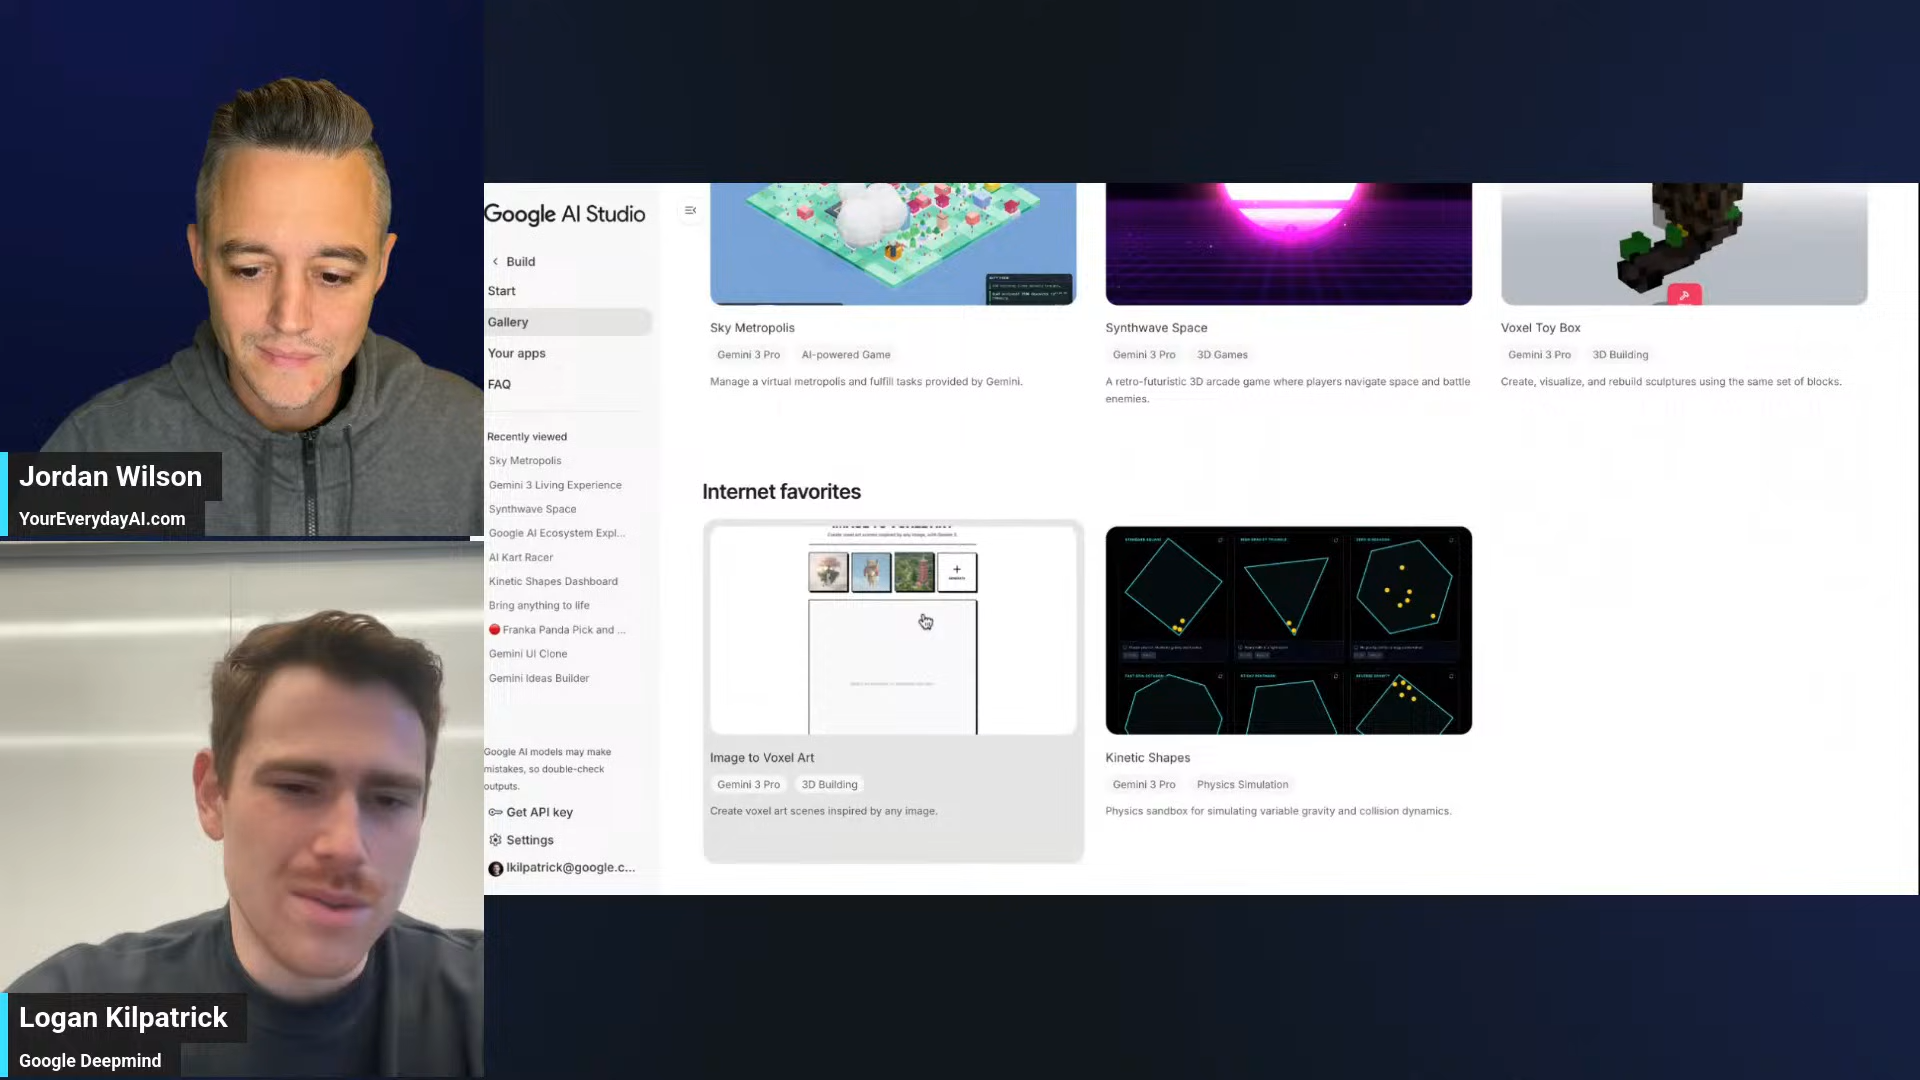 Jordan Wilson
YourEverydayAI.com
Logan Kilpatrick
Google Deepmind
Google AI Studio
Build
Start
Gallery
Your apps
FAQ
Recently viewed
Sky Metropolis
Gemini 3 Living Experience
Synthwave Space
Google AI Ecosystem Expl...
AI Kart Racer
Kinetic Shapes Dashboard
Bring anything to life
Franka Panda Pick and ...
Gemini UI Clone
Gemini Ideas Builder
Google AI models may make
mistakes, so double-check
outputs.
Get API key
Settings
lkilpatrick@google.c...
Sky Metropolis
Gemini 3 Pro AI-powered Game
Manage a virtual metropolis and fulfill tasks provided by Gemini.
Synthwave Space
Gemini 3 Pro 3D Games
A retro-futuristic 3D arcade game where players navigate space and battle
enemies.
Voxel Toy Box
Gemini 3 Pro 3D Building
Create, visualize, and rebuild sculptures using the same set of blocks.
Internet favorites
Image to Voxel Art
Gemini 3 Pro 3D Building
Create voxel art scenes inspired by any image.
Kinetic Shapes
Gemini 3 Pro Physics Simulation
Physics sandbox for simulating variable gravity and collision dynamics.